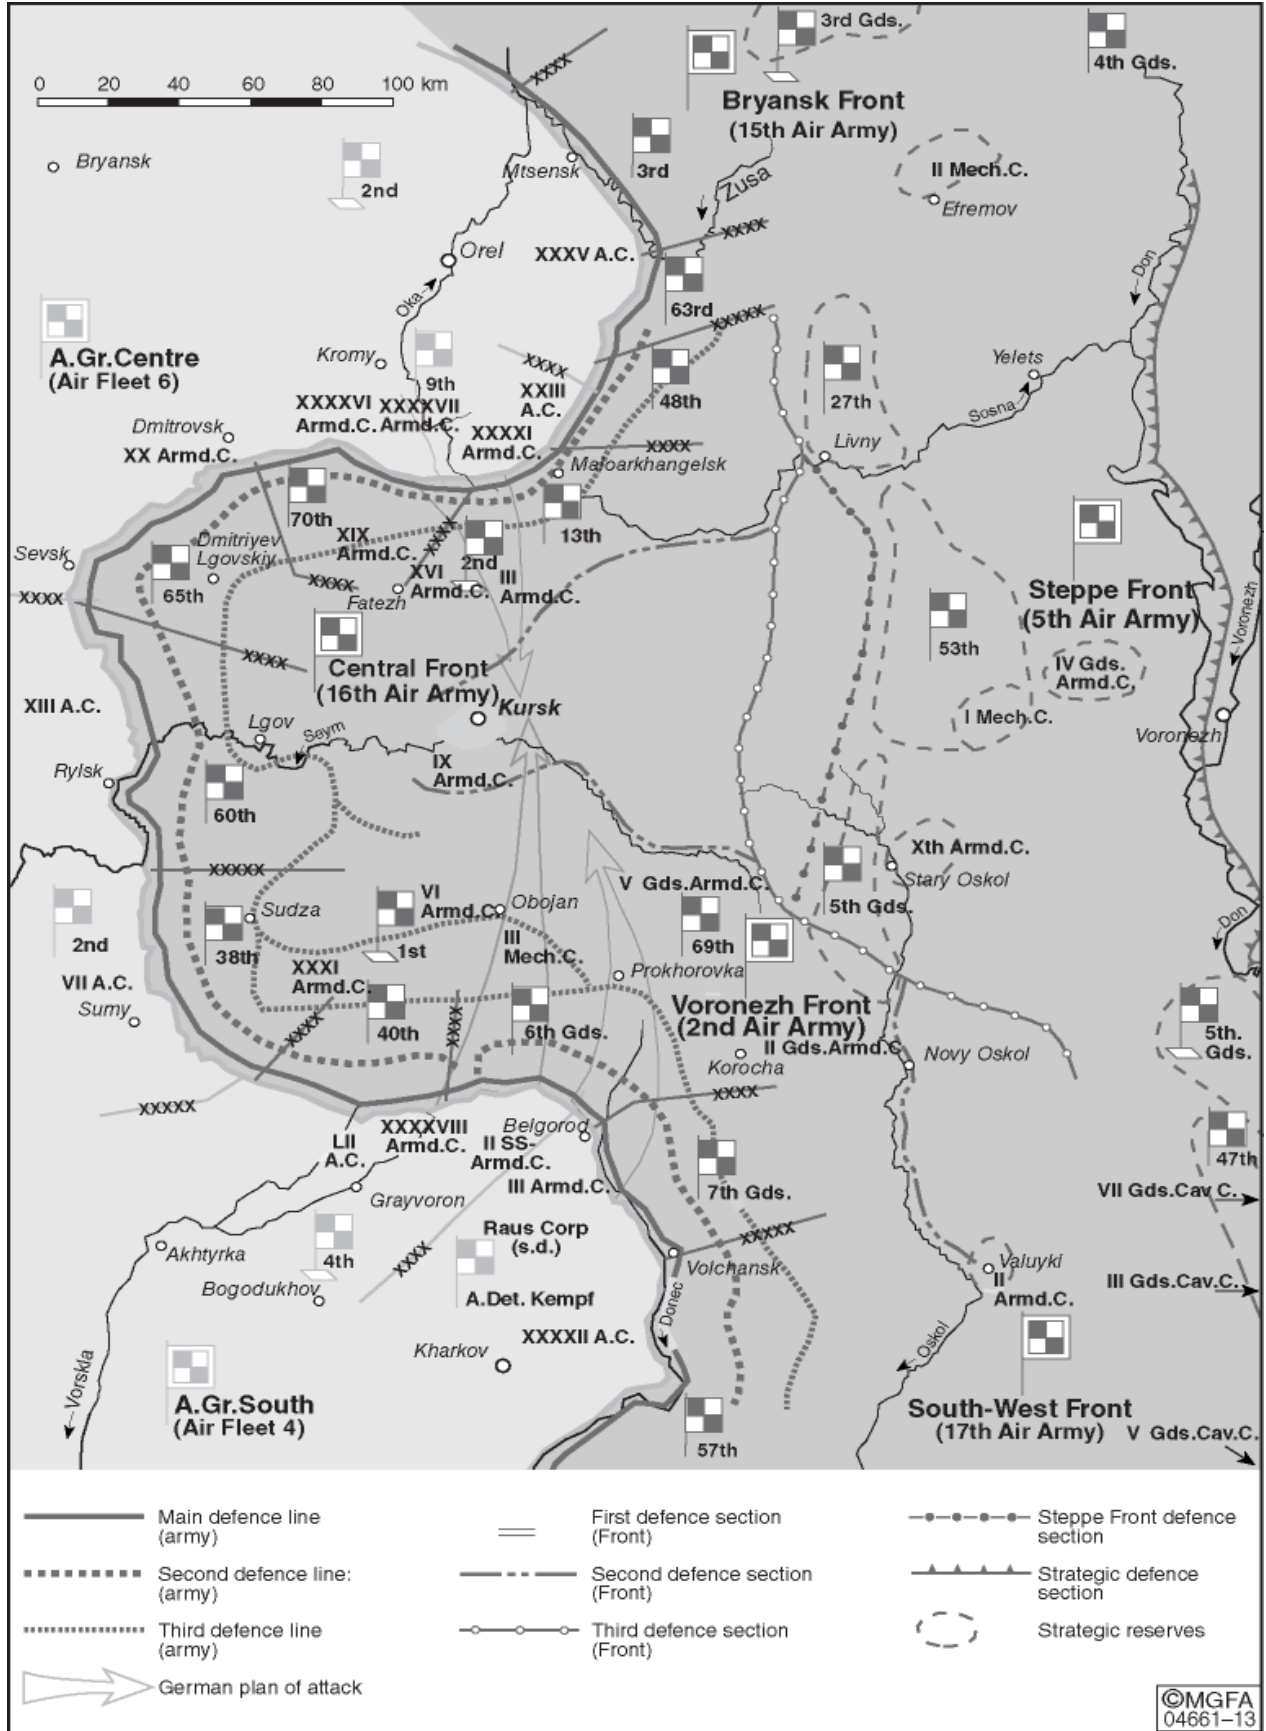 0 20 40 60 80 100 km
3rd Gds.
4th Gds.
XXXX
Bryansk Front
(15th Air Army)
Bryansk
2nd
Mtsensk
3rd
Zusa
II Mech.C.
Efremov
XXXX
Orel
XXXV A.C.
Don
Oka
63rd
XXXXX
A.Gr.Centre
(Air Fleet 6)
Kromy
9th
XXXX
XXIII
A.C.
48th
27th
Yelets
Sosna
XXXXVI
Armd.C.
XXXXVII
Armd.C.
Dmitrovsk
XX Armd.C.
XXXXI
Armd.C.
XXXX
Livny
Maloarkhangelsk
70th
13th
Sevsk
Dmitriyev
Lgovskiy
XIX
Armd.C.
XXXX
2nd
65th
XXXX
XXXX
Fatezh
XVI
Armd.C.
III
Armd.C.
Steppe Front
(5th Air Army)
Voronezh
53rd
XXXX
Central Front
(16th Air Army)
IV Gds.
Armd.C.
XIII A.C.
Kursk
I Mech.C.
Lgov
Seym
Voronezh
Rylsk
IX
Armd.C.
60th
XXXXX
Xth Armd.C.
Stary Oskol
V Gds.Armd.C.
5th Gds.
2nd
Sudza
38th
VI
Armd.C.
1st
Obojan
III
Mech.C.
69th
Don
VII A.C.
Sumy
XXXI
Armd.C.
Prokhorovka
40th
XXXX
XXXX
6th Gds.
Voronezh Front
(2nd Air Army)
5th.
Gds.
II Gds.Armd.C
Korocha
Novy Oskol
XXXXX
XXXX
LII
A.C.
XXXXVIII
Armd.C.
II SS-
Armd.C.
Belgorod
III Armd.C.
47th
7th Gds.
VII Gds.Cav C.
Grayvoron
Raus Corp
(s.d.)
XXXXX
Akhtyrka
4th
XXXX
Volchansk
Valuyki
II
Armd.C.
III Gds.Cav.C.
Bogodukhov
A.Det. Kempf
Donec
XXXXII A.C.
Kharkov
Oskol
Vorskla
A.Gr.South
(Air Fleet 4)
57th
South-West Front
(17th Air Army)
V Gds.Cav.C.
Main defence line
(army)
Second defence line:
(army)
Third defence line
(army)
German plan of attack
First defence section
(Front)
Second defence section
(Front)
Third defence section
(Front)
Steppe Front defence
section
Strategic defence
section
Strategic reserves
©MGFA
04661–13